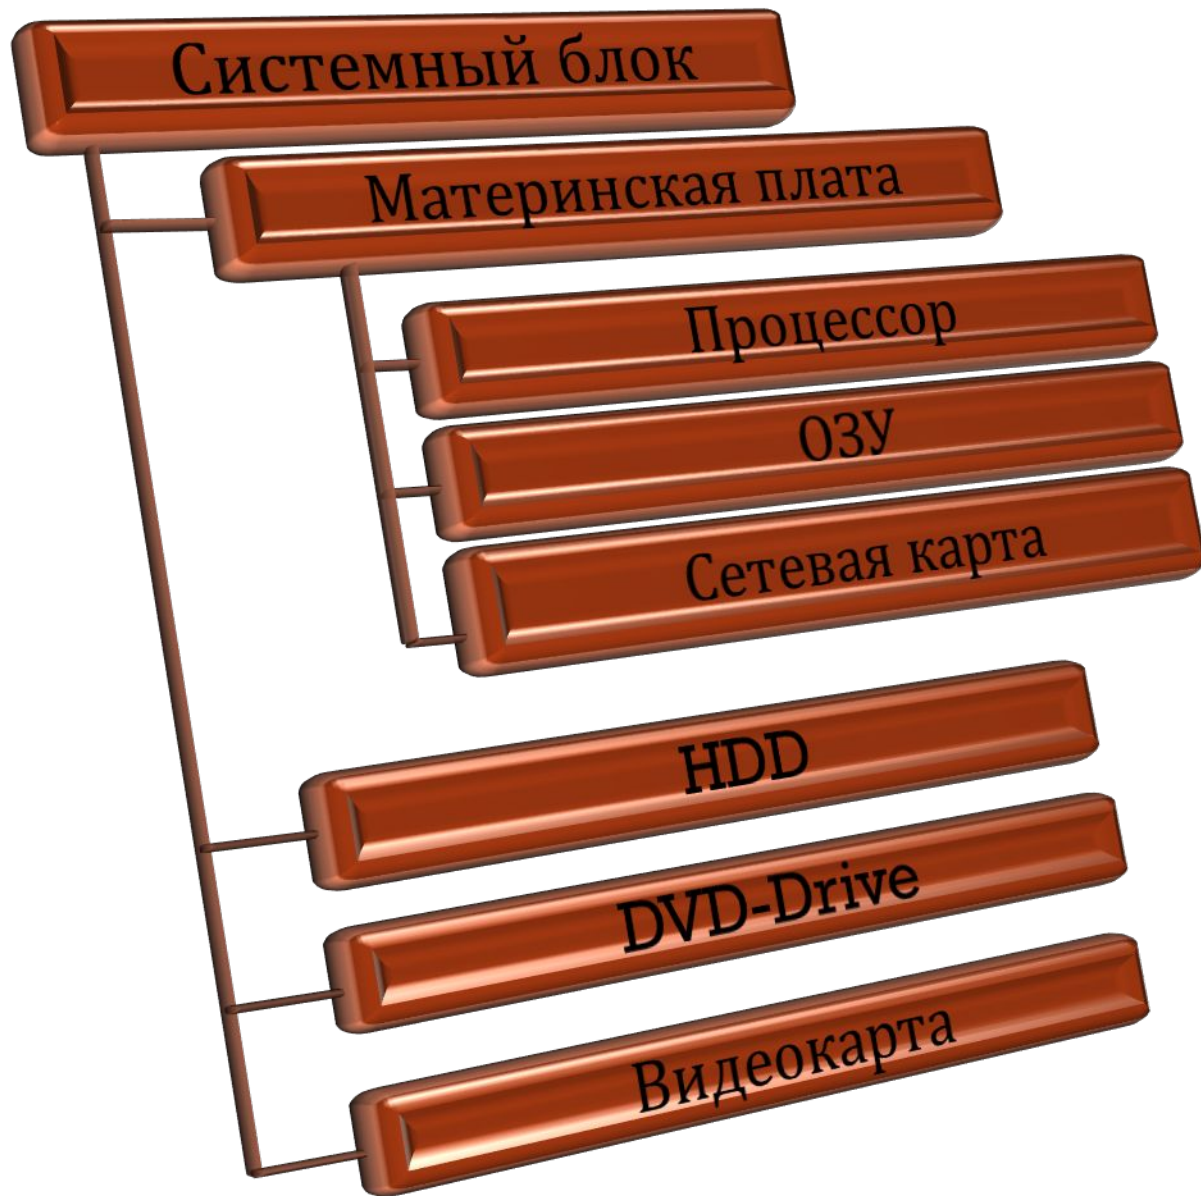 Системный блок
Материнская плата
Процессор
ОЗУ
Сетевая карта
HDD
DVD-Drive
Видеокарта